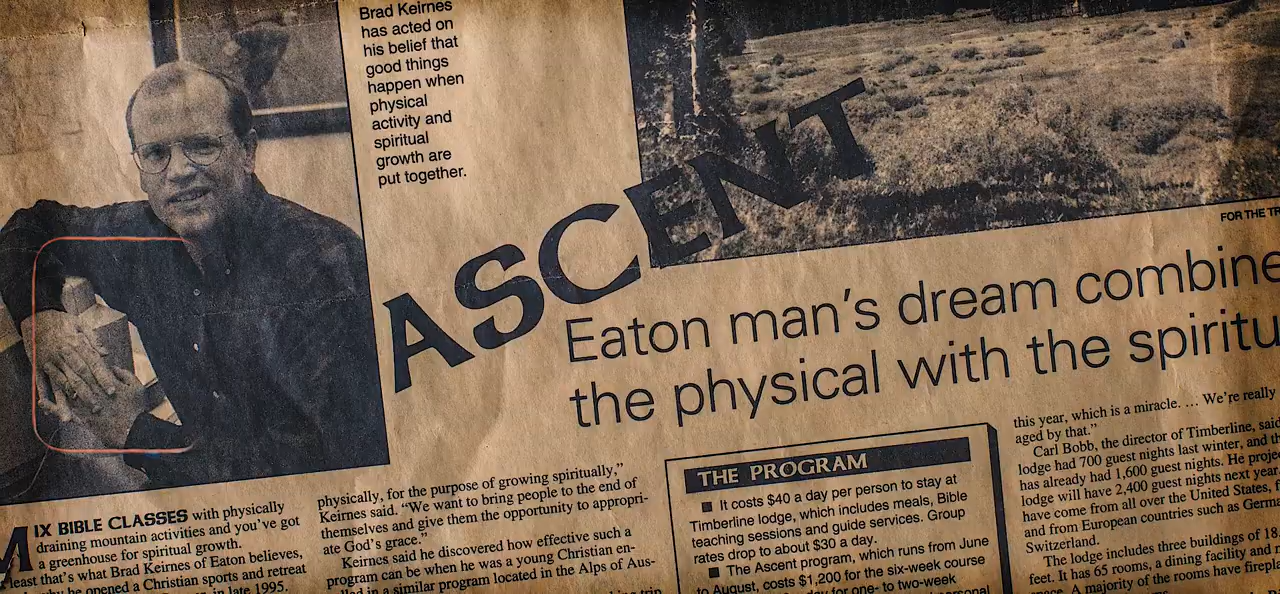 Brad Keirnes
has acted on
his belief that
good things
happen when
physical
activity and
spiritual
growth are
put together.
ASCENT
FOR THE
Eaton man's dream combine
the physical with the spiritu
MIX BIBLE CLASSES with physically
draining mountain activities and you've got
a greenhouse for spiritual growth.
least that's what Brad Keirnes of Eaton believes,
he opened a Christian sports and retreat
in late 1995.
physically, for the purpose of growing spiritually,"
Keirnes said. "We want to bring people to the end of
themselves and give them the opportunity to appropri-
ate God's grace."
Keirnes said he discovered how effective such a
program can be when he was a young Christian en-
rolled in a similar program located in the Alps of Aus-
THE PROGRAM
■ It costs $40 a day per person to stay at
Timberline lodge, which includes meals, Bible
teaching sessions and guide services. Group
rates drop to about $30 a day.
■ The Ascent program, which runs from June
to August, costs $1,200 for the six-week course
day for one- to two-week
this year, which is a miracle. … We're really
aged by that."
Carl Bobb, the director of Timberline, said
lodge had 700 guest nights last winter, and
has already had 1,600 guest nights. He
lodge will have 2,400 guest nights next year,
have come from all over the United States,
and from European countries such as
Switzerland.
The lodge includes three buildings of 18,
feet. It has 65 rooms, a dining facility and
space. A majority of the rooms have